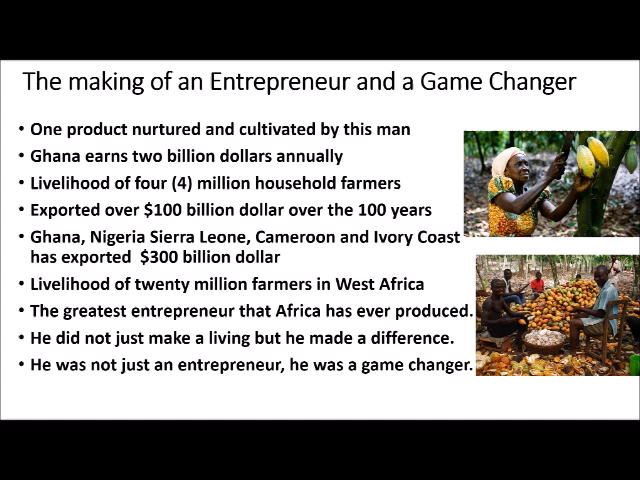 The making of an Entrepreneur and a Game Changer
• One product nurtured and cultivated by this man
• Ghana earns two billion dollars annually
• Livelihood of four (4) million household farmers
• Exported over $100 billion dollar over the 100 years
• Ghana, Nigeria Sierra Leone, Cameroon and Ivory Coast
has exported $300 billion dollar
• Livelihood of twenty million farmers in West Africa
• The greatest entrepreneur that Africa has ever produced.
• He did not just make a living but he made a difference.
• He was not just an entrepreneur, he was a game changer.